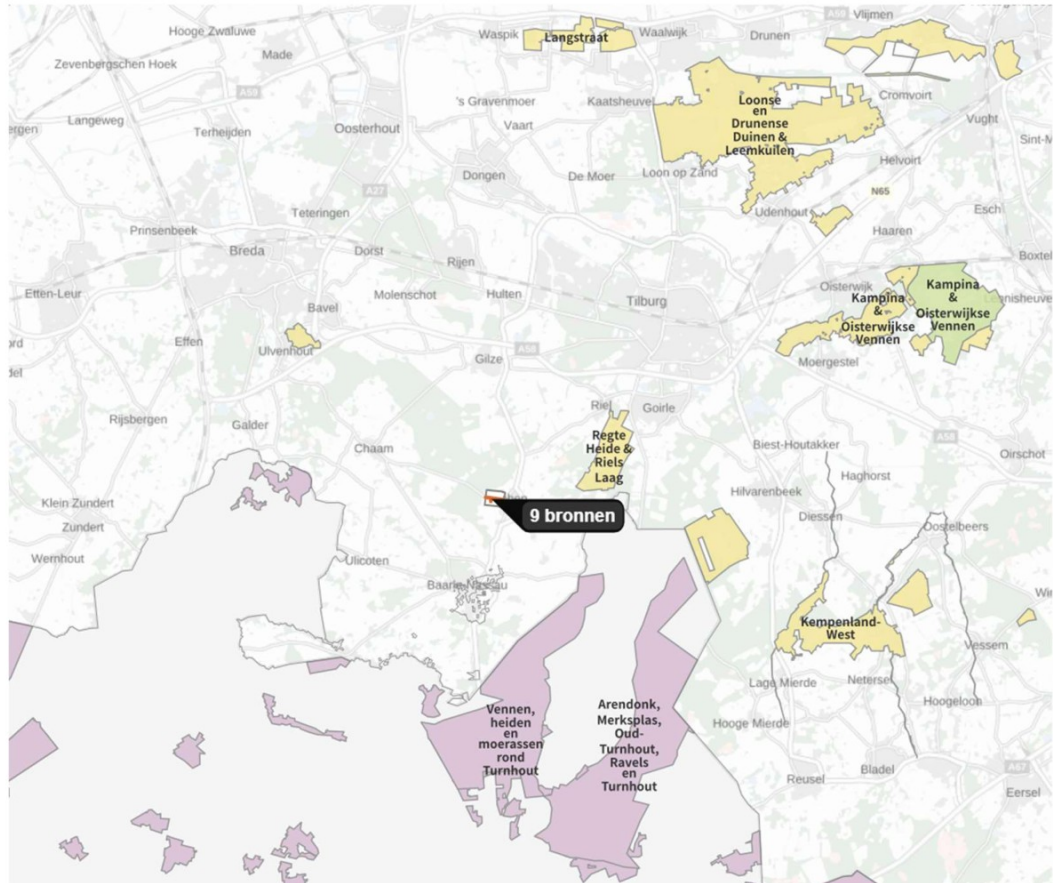 Hooge Zwaluwe
Waspik
Langstraat
Waalwijk
Drunen
A59
Vlijmen
Made
Zevenbergschen Hoek
A59
's Gravenmoer
Kaatsheuvel
Loonse
en
Drunense
Duinen &
Leemkuilen
Cromvoirt
Vught
Langeweg
Terheijden
Oosterhout
Vaart
Helvoirt
Dongen
De Moer
Loon op Zand
A27
N65
Teteringen
Udenhout
Esch
Prinsenbeek
Haaren
Breda
Dorst
Rijen
Boxtel
Etten-Leur
Molenschot
Hulten
Tilburg
Oisterwijk
Kampina
&
Oisterwijkse
Vennen
Kampina
&
Oisterwijkse
Vennen
Bavel
Effen
Ulvenhout
Gilze
A58
Moergestel
Rijsbergen
Galder
Riel
Goirle
Chaam
Regte
Heide &
Riels
Laag
Biest-Houtakker
A58
Oirschot
Haghorst
Hilvarenbeek
Klein Zundert
Zundert
9 bronnen
Diessen
Oostelbeers
Wernhout
Ulicoten
Baarle-Nassau
Kempenland-
West
Vessem
Lage Mierde
Netersel
Hoogeloon
Hooge Mierde
Vennen,
heiden
en
moerassen
rond
Turnhout
Arendonk,
Merksplas,
Oud-
Turnhout,
Ravels
en
Turnhout
Reusel
Bladel
A67
Eersel